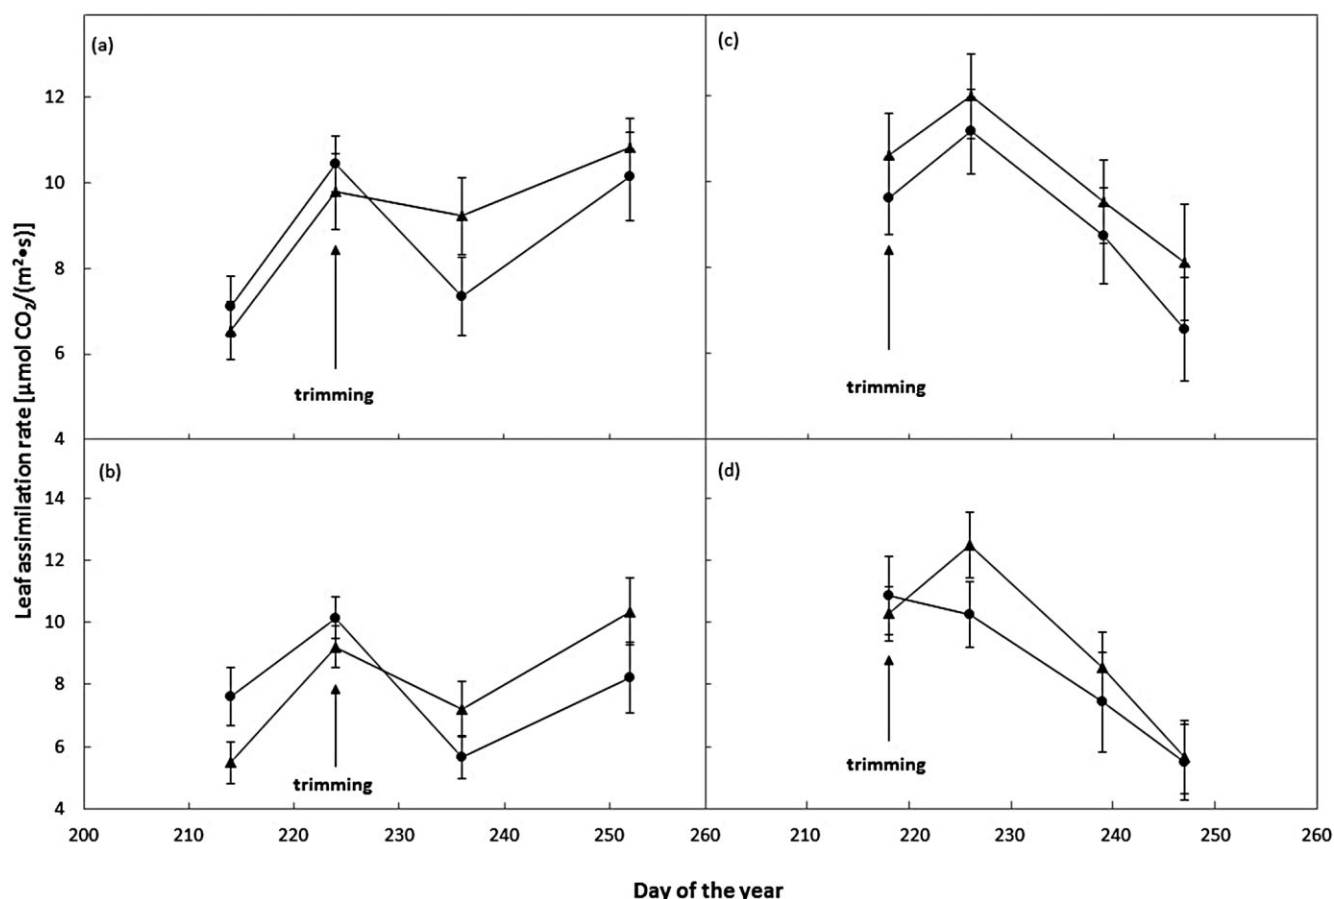 (a)
(c)
12
10
8
6
4
trimming
trimming
(b)
(d)
14
12
10
8
6
4
trimming
trimming
200 210 220 230 240 250 260 210 220 230 240 250 260
Leaf assimilation rate [µmol CO₂/(m²•s)]
Day of the year